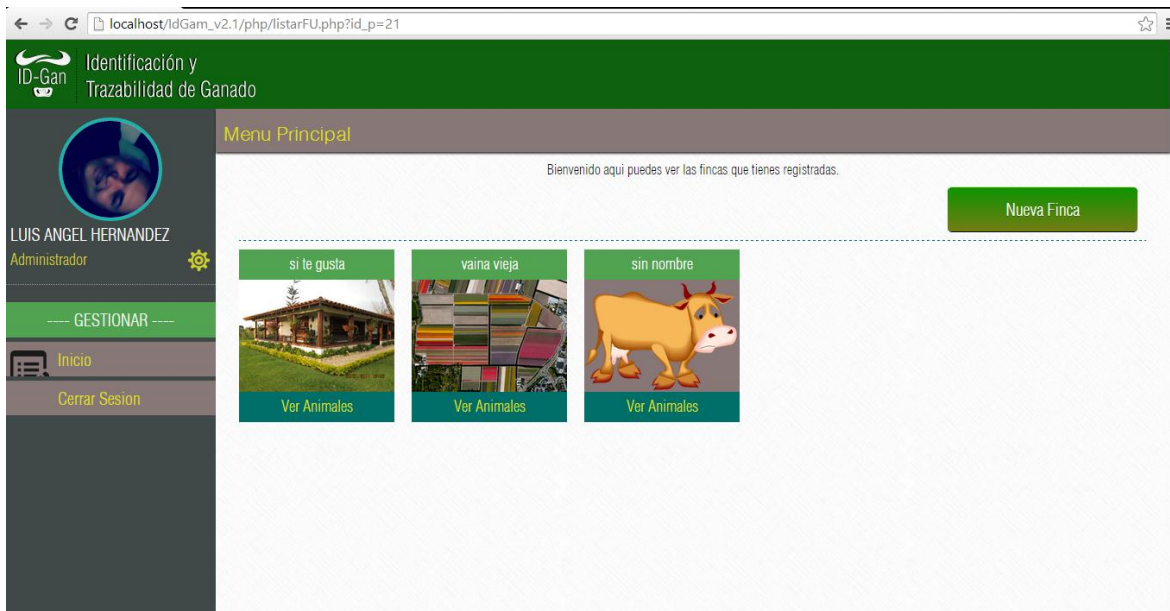 localhost/IdGam_v2.1/php/listarFU.php?id_p=21
ID-Gan
Identificación y
Trazabilidad de Ganado
LUIS ANGEL HERNANDEZ
Administrador
---- GESTIONAR ----
Inicio
Cerrar Sesion
Menu Principal
Bienvenido aqui puedes ver las fincas que tienes registradas.
Nueva Finca
si te gusta
vaina vieja
sin nombre
Ver Animales
Ver Animales
Ver Animales